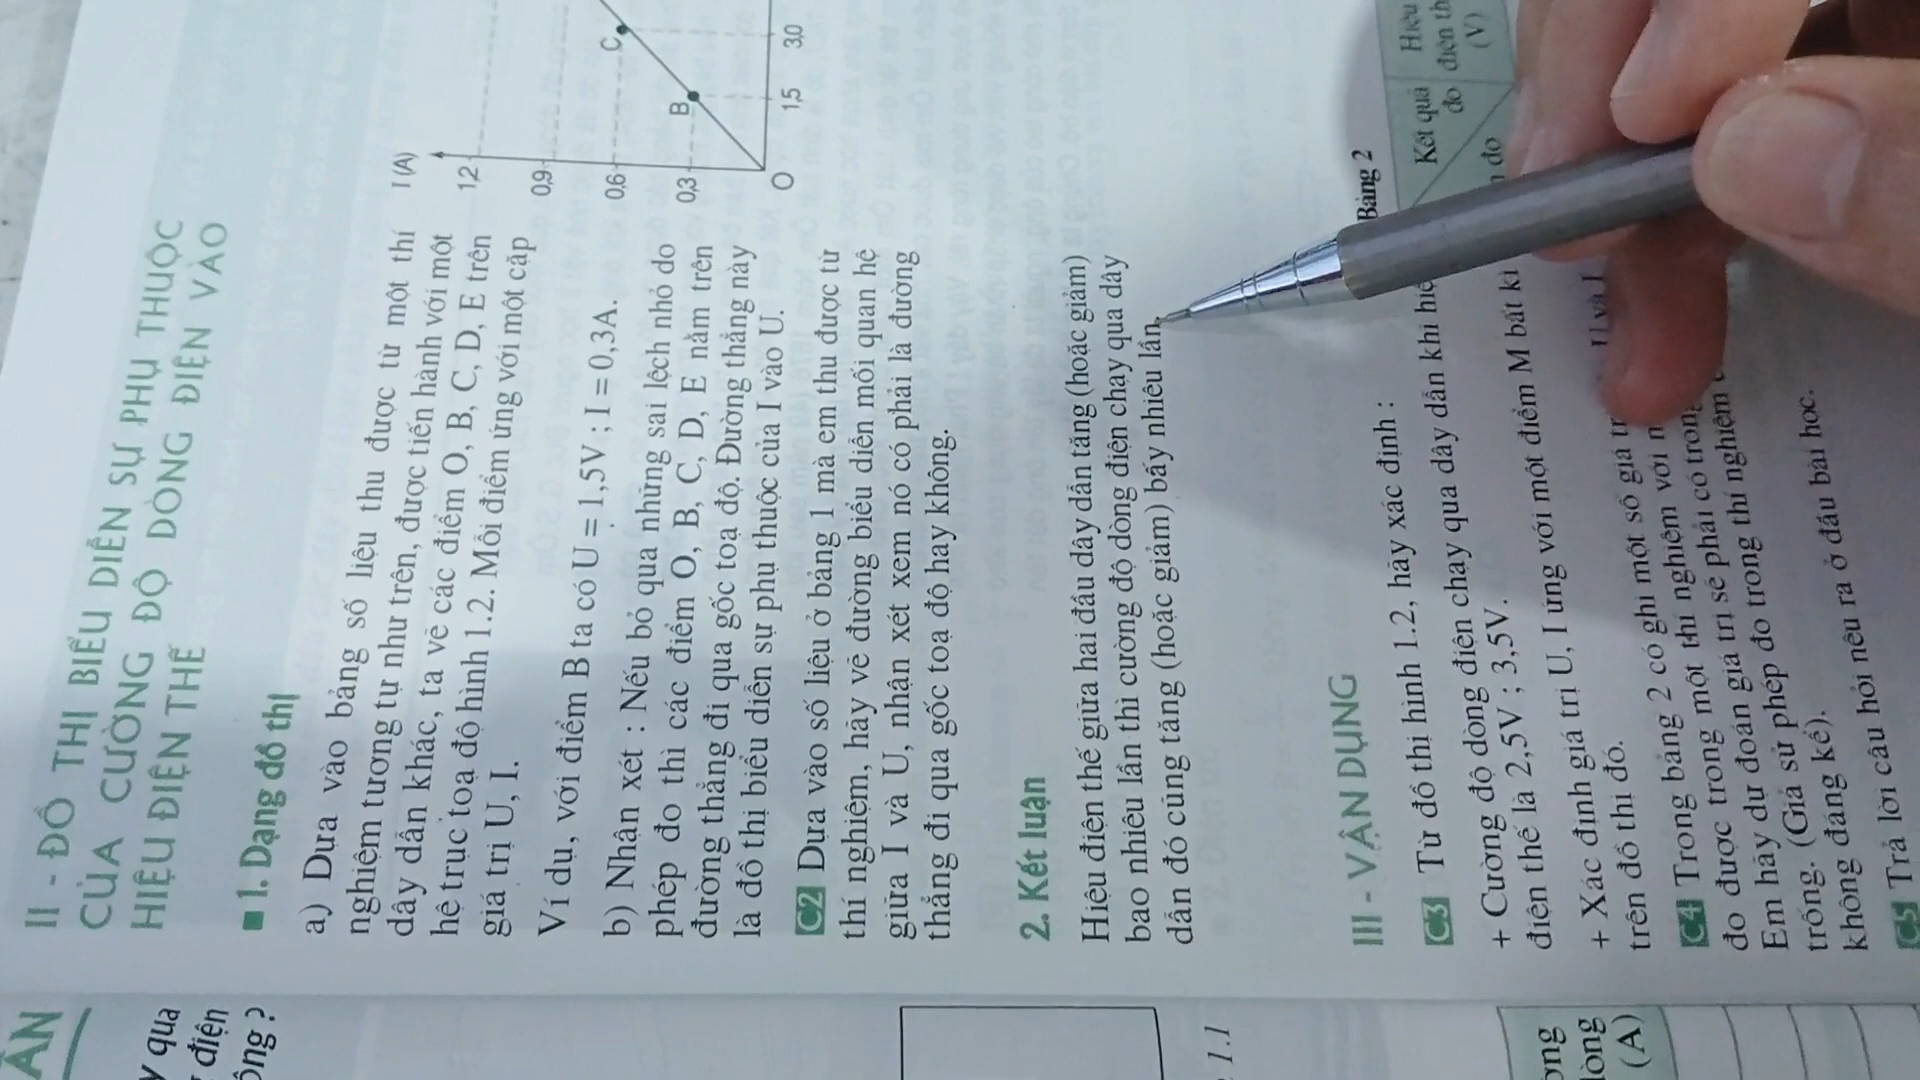 II - ĐỒ THỊ BIỂU DIỄN SỰ PHỤ THUỘC
CỦA CƯỜNG ĐỘ DÒNG ĐIỆN VÀO
HIỆU ĐIỆN THẾ
1. Dạng đồ thị
a) Dựa vào bảng số liệu thu được từ một thí
nghiệm tương tự như trên, được tiến hành với một
dây dẫn khác, ta vẽ các điểm O, B, C, D, E trên
hệ trục toạ độ hình 1.2. Mỗi điểm ứng với một cặp
giá trị U, I.
Ví dụ, với điểm B ta có U = 1,5V ; I = 0,3A.
b) Nhận xét : Nếu bỏ qua những sai lệch nhỏ do
phép đo thì các điểm O, B, C, D, E nằm trên
đường thẳng đi qua gốc toạ độ. Đường thẳng này
là đồ thị biểu diễn sự phụ thuộc của I vào U.
C2 Dựa vào số liệu ở bảng 1 mà em thu được từ
thí nghiệm, hãy vẽ đường biểu diễn mối quan hệ
giữa I và U, nhận xét xem nó có phải là đường
thẳng đi qua gốc toạ độ hay không.
2. Kết luận
Hiệu điện thế giữa hai đầu dây dẫn tăng (hoặc giảm)
bao nhiêu lần thì cường độ dòng điện chạy qua dây
dẫn đó cũng tăng (hoặc giảm) bấy nhiêu lần.
III - VẬN DỤNG
C3 Từ đồ thị hình 1.2, hãy xác định :
+ Cường độ dòng điện chạy qua dây dẫn khi
điện thế là 2,5V ; 3,5V.
+ Xác định giá trị U, I ứng với một điểm M bất kì
trên đồ thị đó.
C4 Trong bảng 2 có ghi một số giá
đo được trong một thí nghiệm với
Em hãy dự đoán giá trị sẽ phải có
trống. (Giả sử phép đo trong thí nghiệm
không đáng kể).
C5 Trả lời câu hỏi nêu ra ở đầu bài học.
I (A)
1,2
0,9
0,6
0,3
O
B
C
1,5
3,0
Bảng 2
Kết quả
đo
Hiệu
điện
(V)
đo
U và I
qua
điện
1.1
(A)